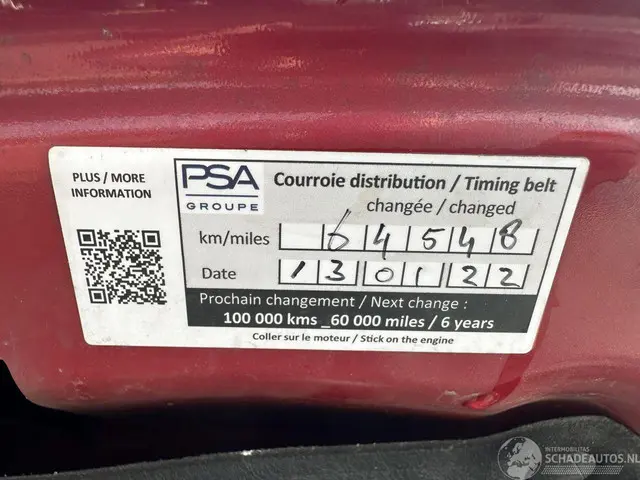 PLUS / MORE
INFORMATION
PSA
GROUPE
Courroie distribution / Timing belt
changée / changed
km/miles 64548
Date 130122
Prochain changement / Next change :
100 000 kms _60 000 miles / 6 years
Coller sur le moteur / Stick on the engine
INTERMOBILITAS
SCHADEAUTOS.NL